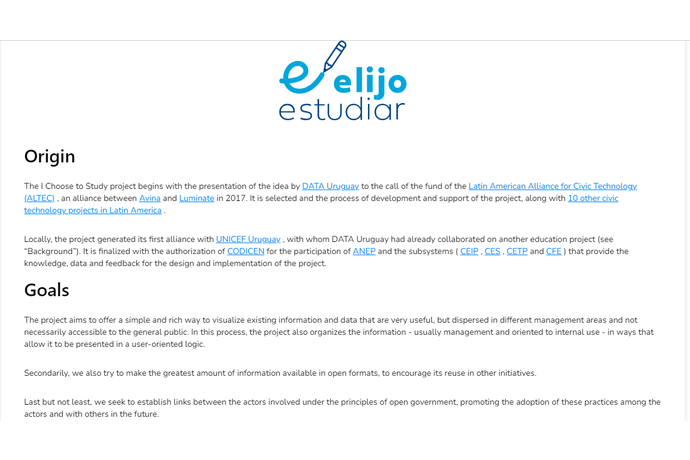 elijo
estudiar
Origin
The I Choose to Study project begins with the presentation of the idea by DATA Uruguay to the call of the fund of the Latin American Alliance for Civic Technology
(ALTEC) , an alliance between Avina and Luminate in 2017. It is selected and the process of development and support of the project, along with 10 other civic
technology projects in Latin America .
Locally, the project generated its first alliance with UNICEF Uruguay , with whom DATA Uruguay had already collaborated on another education project (see
“Background”). It is finalized with the authorization of CODICEN for the participation of ANEP and the subsystems ( CEIP , CES , CETP and CFE ) that provide the
knowledge, data and feedback for the design and implementation of the project.
Goals
The project aims to offer a simple and rich way to visualize existing information and data that are very useful, but dispersed in different management areas and not
necessarily accessible to the general public. In this process, the project also organizes the information - usually management and oriented to internal use - in ways that
allow it to be presented in a user-oriented logic.
Secondarily, we also try to make the greatest amount of information available in open formats, to encourage its reuse in other initiatives.
Last but not least, we seek to establish links between the actors involved under the principles of open government, promoting the adoption of these practices among the
actors and with others in the future.